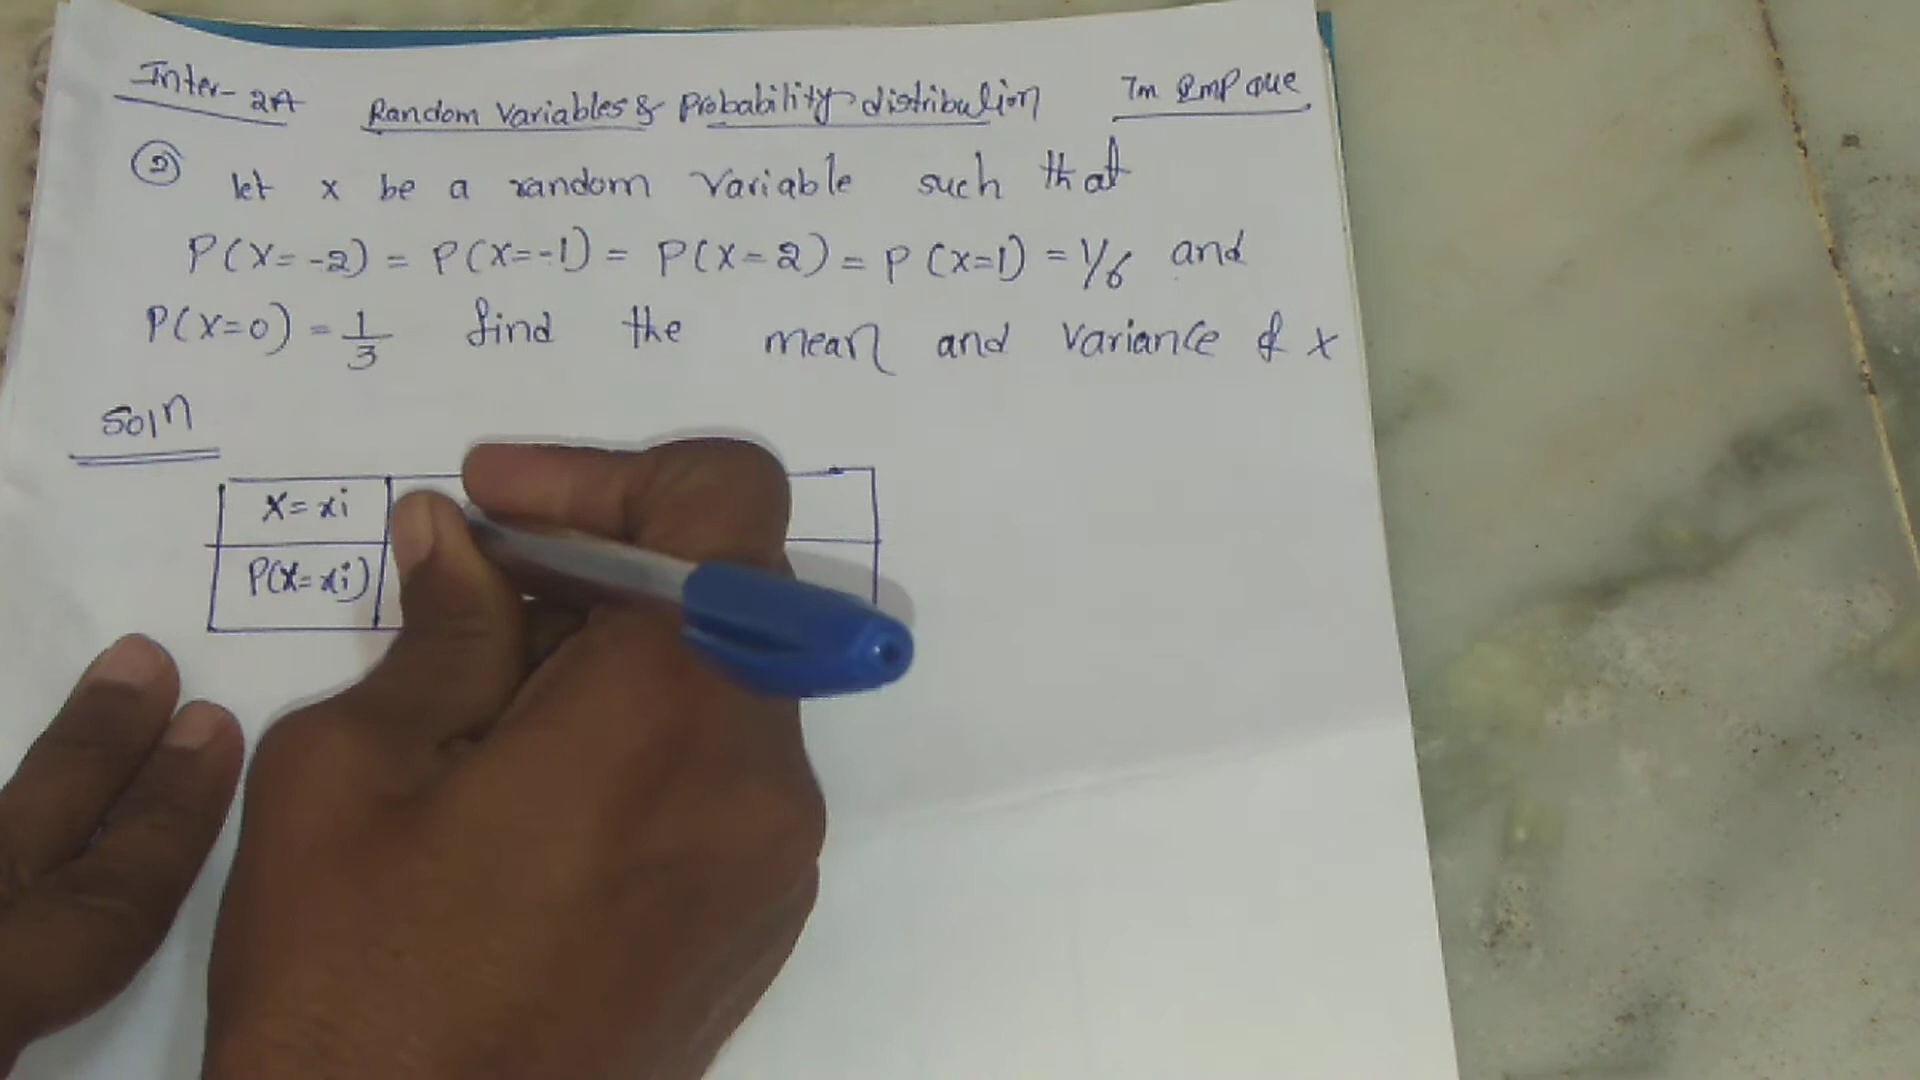 Inter-2A Random Variables & Probability distribution 7m Imp Que
② let x be a random variable such that
P(X=-2) = P(X=-1) = P(X=2) = P(X=1) = 1/6 and
P(X=0) = 1/3 find the mean and variance of x
Soln
X=xi
P(X=xi)